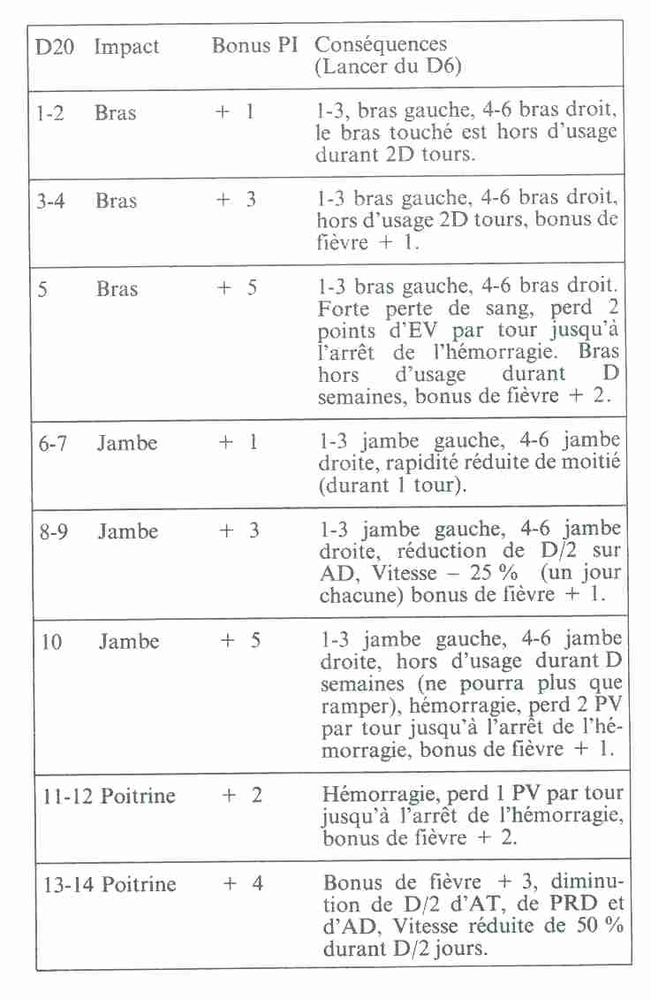 D20 Impact Bonus PI Conséquences
(Lancer du D6)
1-2 Bras + 1 1-3, bras gauche, 4-6 bras droit,
le bras touché est hors d'usage
durant 2D tours.
3-4 Bras + 3 1-3 bras gauche, 4-6 bras droit,
hors d'usage 2D tours, bonus de
fièvre + 1.
5 Bras + 5 1-3 bras gauche, 4-6 bras droit.
Forte perte de sang, perd 2
points d'EV par tour jusqu'à
l'arrêt de l'hémorragie. Bras
hors d'usage durant D
semaines, bonus de fièvre + 2.
6-7 Jambe + 1 1-3 jambe gauche, 4-6 jambe
droite, rapidité réduite de moitié
(durant 1 tour).
8-9 Jambe + 3 1-3 jambe gauche, 4-6 jambe
droite, réduction de D/2 sur
AD, Vitesse – 25 % (un jour
chacune) bonus de fièvre + 1.
10 Jambe + 5 1-3 jambe gauche, 4-6 jambe
droite, hors d'usage durant D
semaines (ne pourra plus que
ramper), hémorragie, perd 2 PV
par tour jusqu'à l'arrêt de l'hé-
morragie, bonus de fièvre + 1.
11-12 Poitrine + 2 Hémorragie, perd 1 PV par tour
jusqu'à l'arrêt de l'hémorragie,
bonus de fièvre + 2.
13-14 Poitrine + 4 Bonus de fièvre + 3, diminu-
tion de D/2 d'AT, de PRD et
d'AD, Vitesse réduite de 50 %
durant D/2 jours.